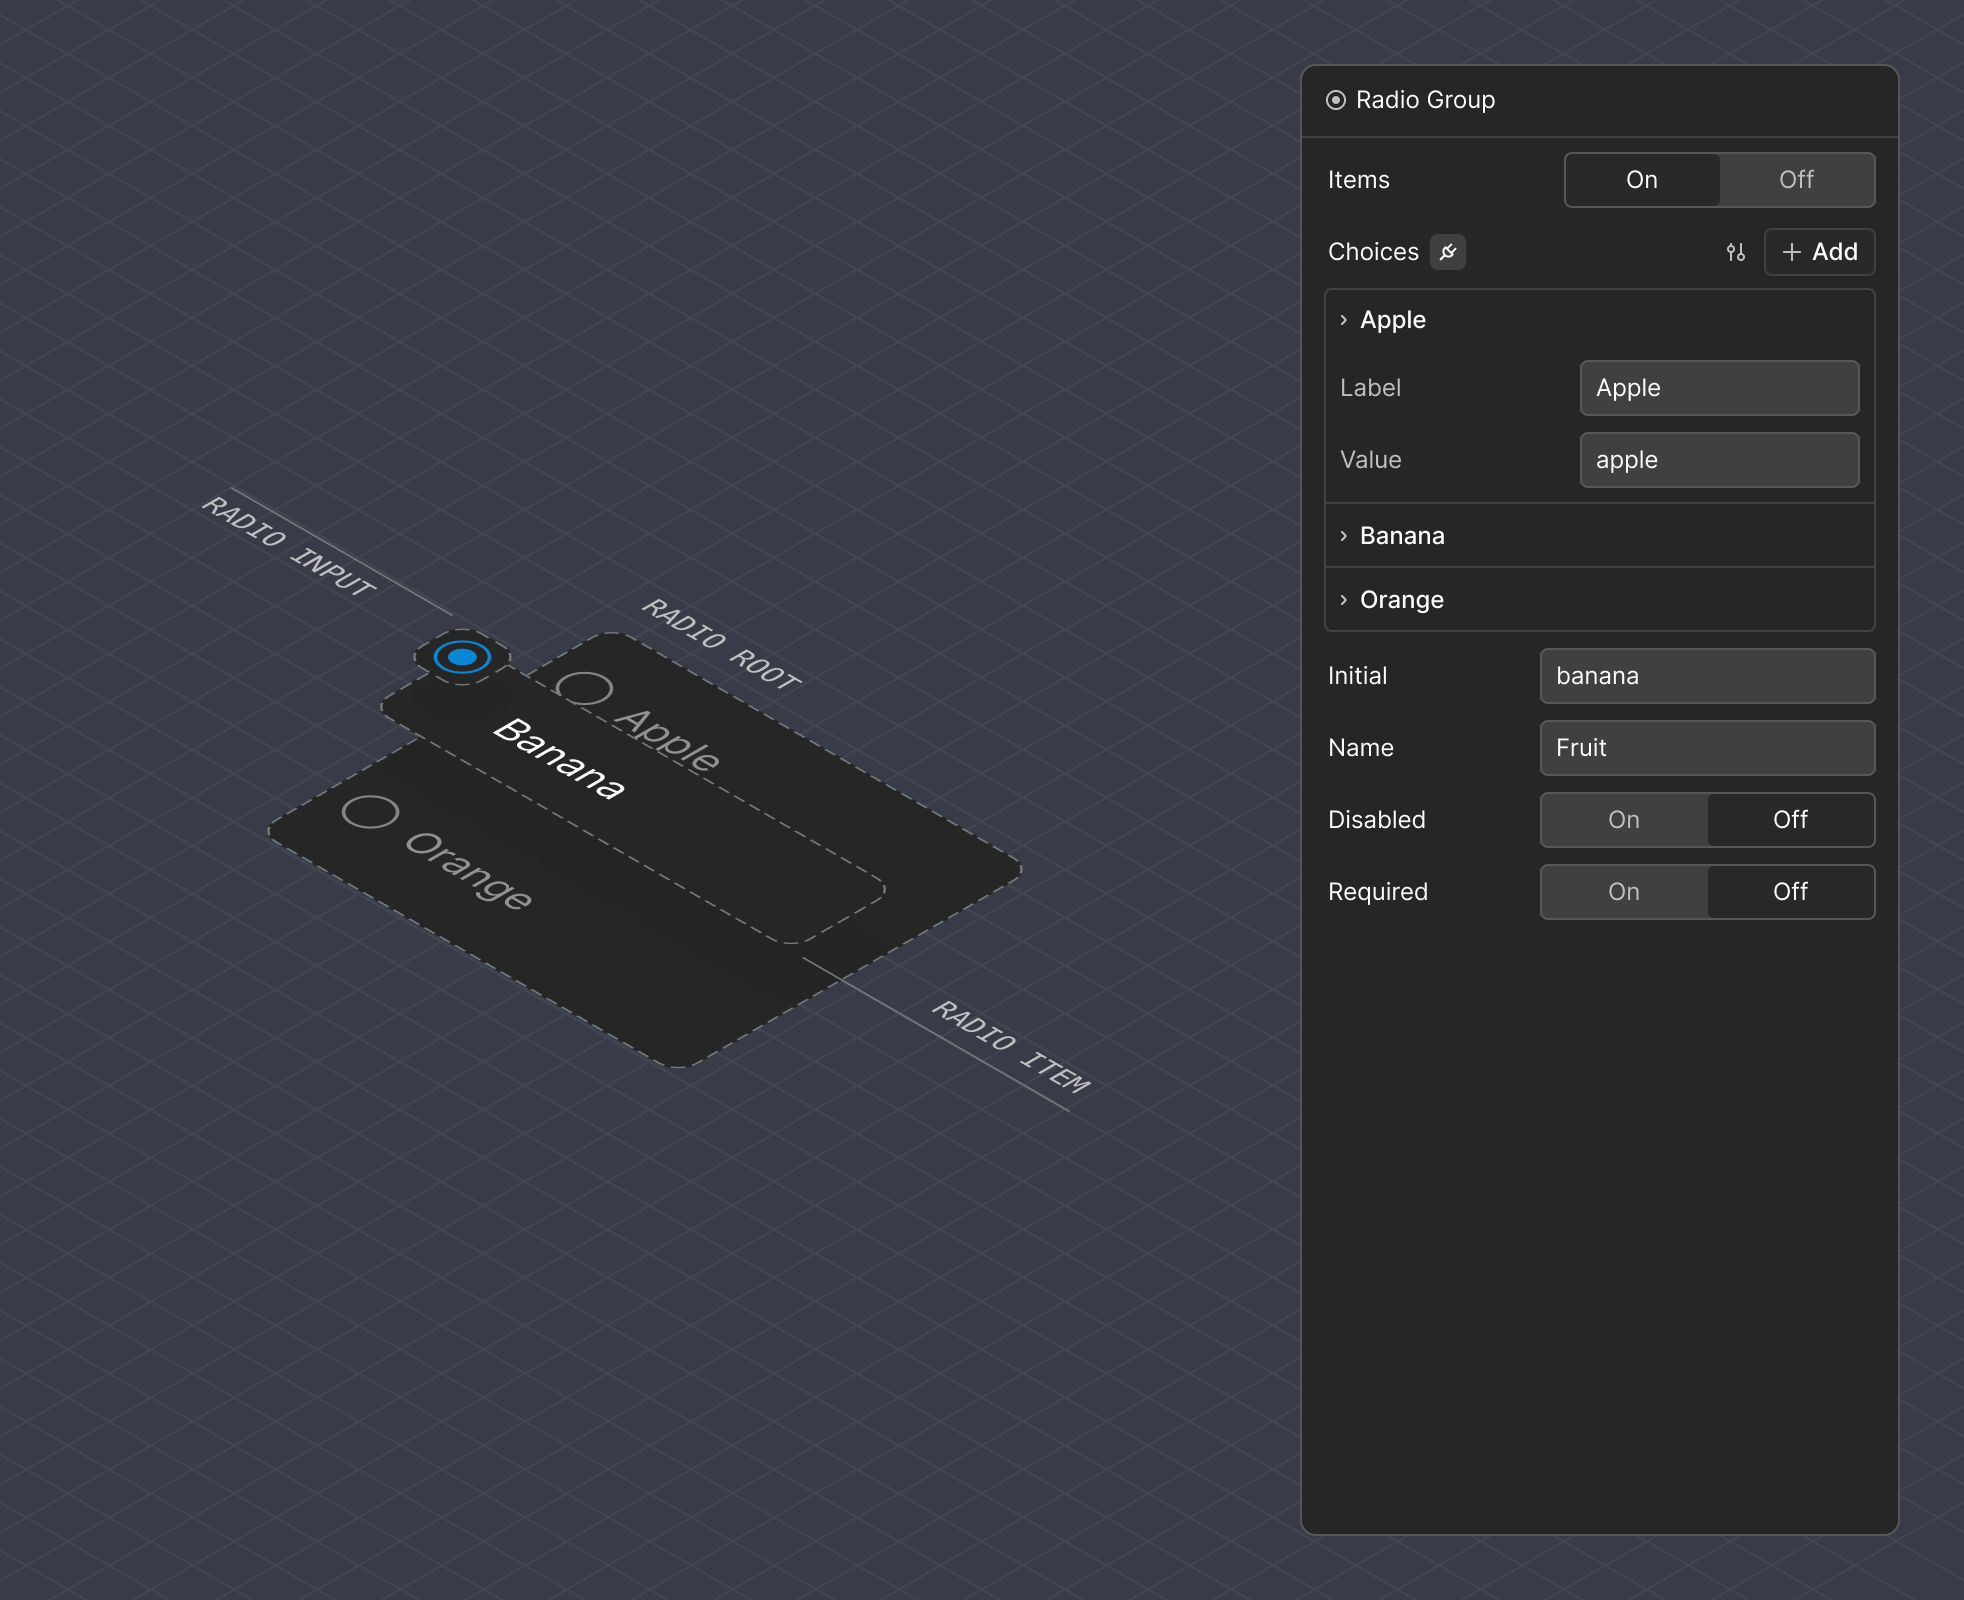 RADIO INPUT
RADIO ROOT
Apple
Banana
Orange
RADIO ITEM
Radio Group
Items
On
Off
Choices
Add
Apple
Label
Apple
Value
apple
Banana
Orange
Initial
banana
Name
Fruit
Disabled
On
Off
Required
On
Off